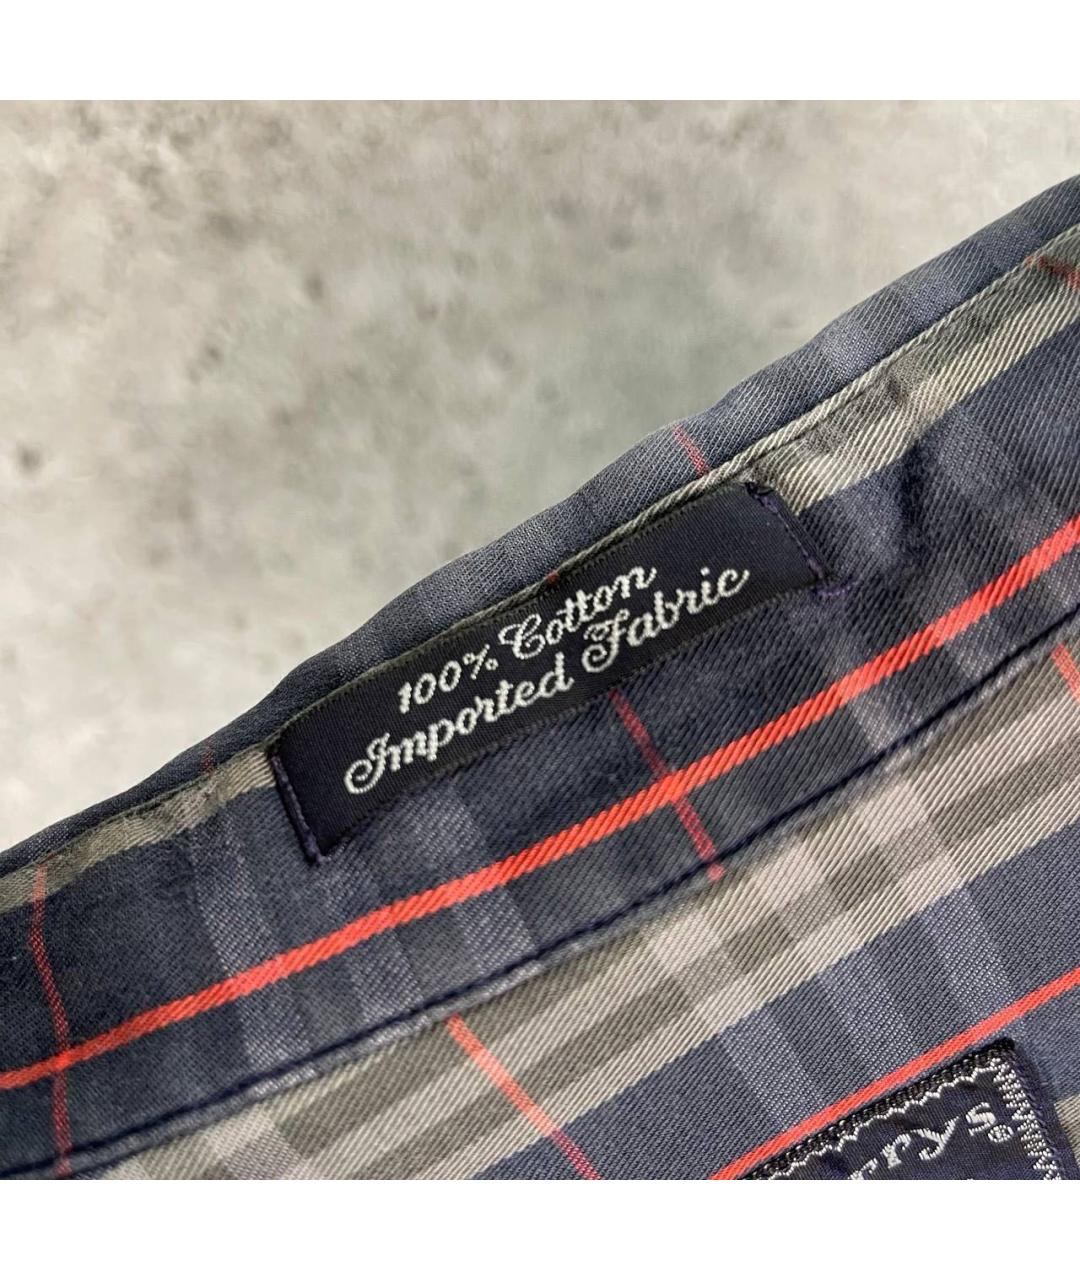 100% Cotton
Imported Fabric